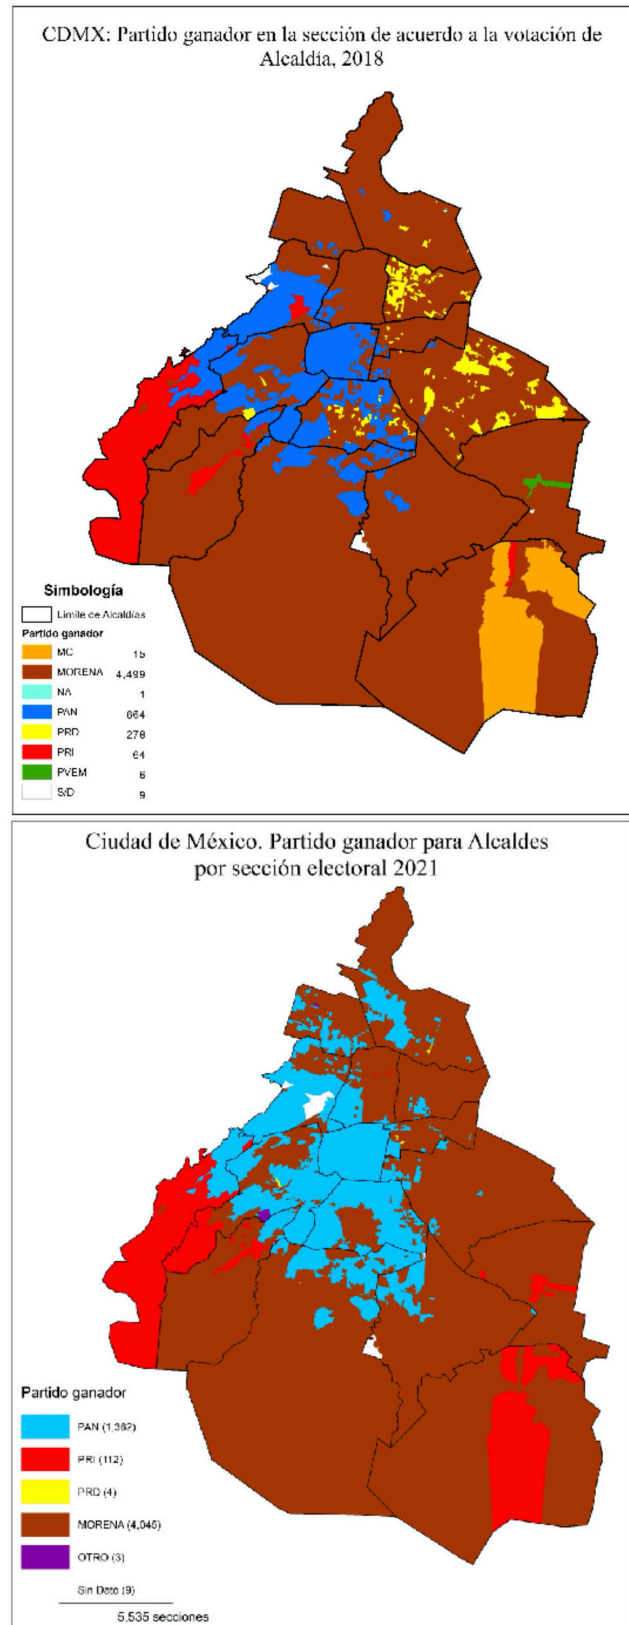 CDMX: Partido ganador en la sección de acuerdo a la votación de
Alcaldía, 2018
Simbología
Limite de Alcaldías
Partido ganador
MC 15
MORENA 4,499
NA 1
PAN 664
PRD 278
PRI 64
PVEM 6
S/D 9
Ciudad de México. Partido ganador para Alcaldes
por sección electoral 2021
Partido ganador
PAN (1,362)
PRI (112)
PRD (4)
MORENA (4,045)
OTRO (3)
Sin Dato (9)
5,535 secciones